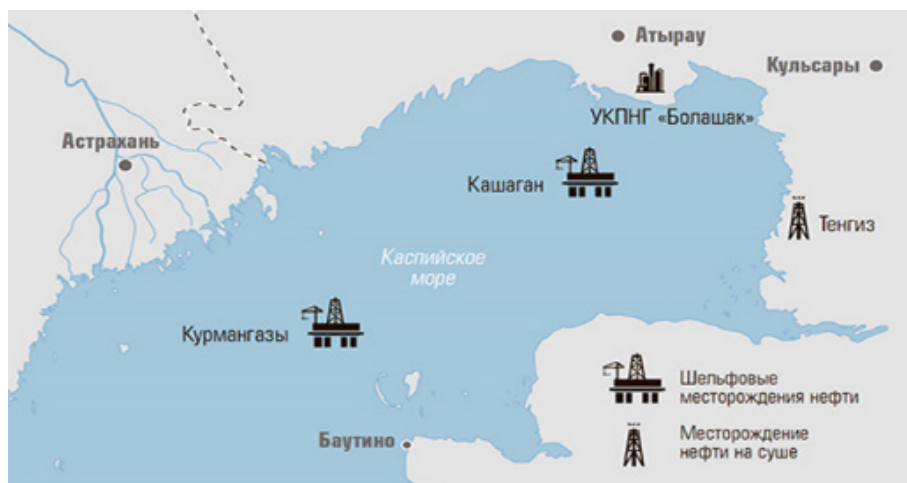 Атырау
Кульсары
УКПНГ «Болашак»
Астрахань
Кашаган
Тенгиз
Каспийское
море
Курмангазы
Шельфовые
месторождения нефти
Баутино
Месторождение
нефти на суше